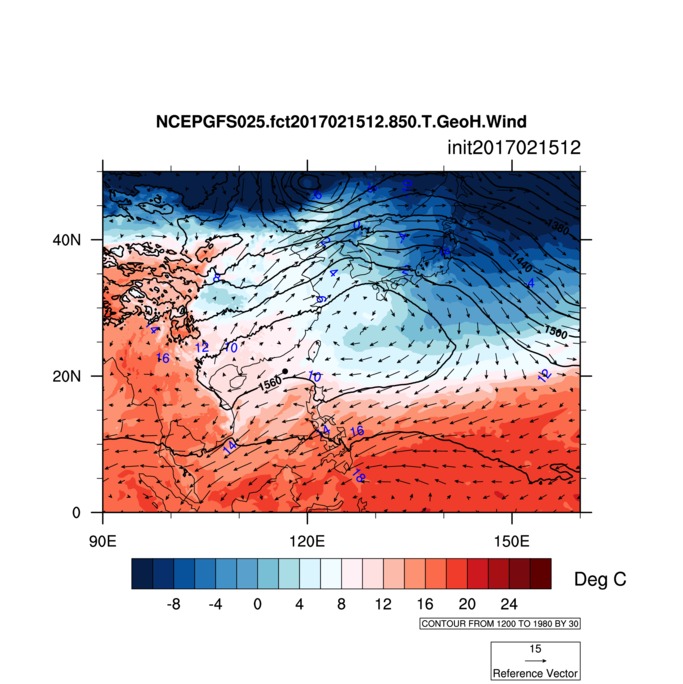 NCEPGFS025.fct2017021512.850.T.GeoH.Wind
init2017021512
40N
20N
0
90E 120E 150E
1380
1440
1500
1560
4
12
16
12
10
10
14
16
18
-8 -4 0 4 8 12 16 20 24
Deg C
CONTOUR FROM 1200 TO 1980 BY 30
15
Reference Vector